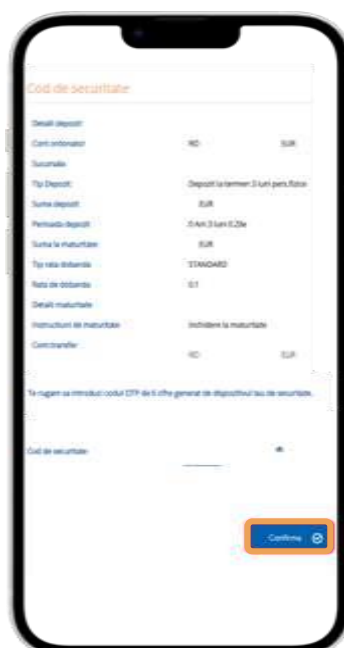 Cod de securitate
Detalii depozit
Cont ordonator RO EUR
Sucursala
Tip Depozit Depozit la termen 3 luni pers fizice
Suma depozit EUR
Perioada depozit 0 Ani 3 luni 0 Zile
Suma la maturitate EUR
Tip rata dobanda STANDARD
Rata de dobanda 0.1
Detalii maturitate
Instructiuni de maturitate Inchidere la maturitate
Cont transfer
RO EUR
Te rugam sa introduci codul OTP de 6 cifre generat de dispozitivul tau de securitate.
Cod de securitate
Confirma